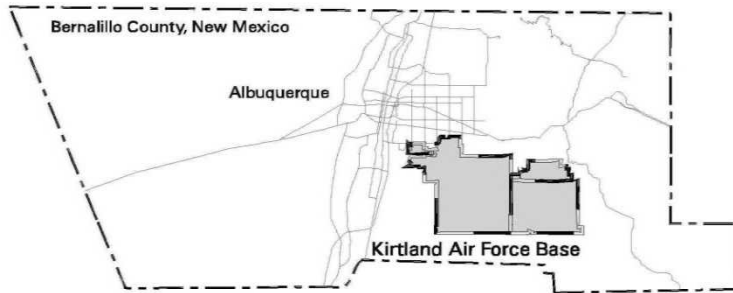 Bernalillo County, New Mexico
Albuquerque
Kirtland Air Force Base